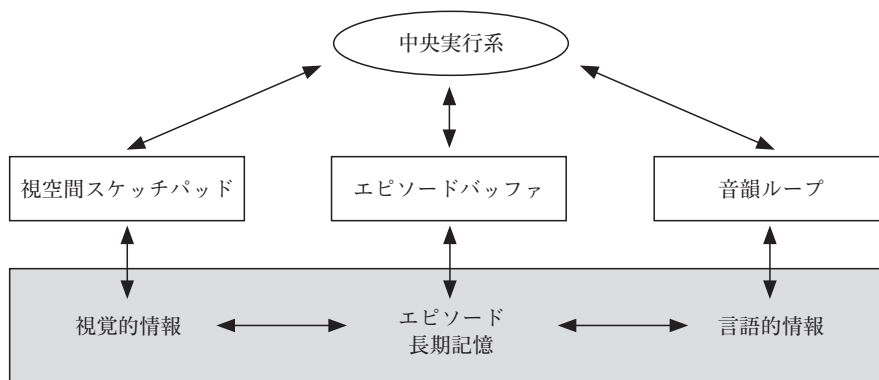 中央実行系
視空間スケッチパッド
エピソードバッファ
音韻ループ
視覚的情報
エピソード
長期記憶
言語的情報